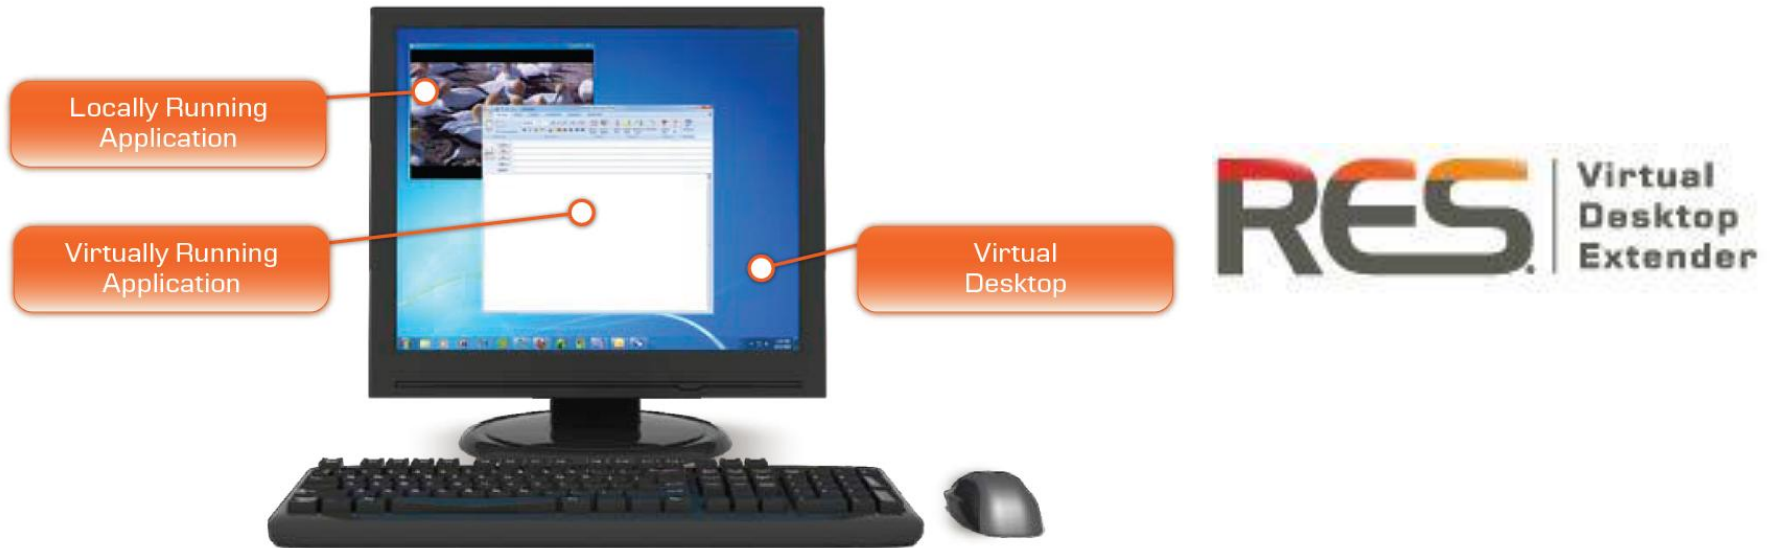 Locally Running
Application
Virtually Running
Application
Virtual
Desktop
RES
Virtual
Desktop
Extender